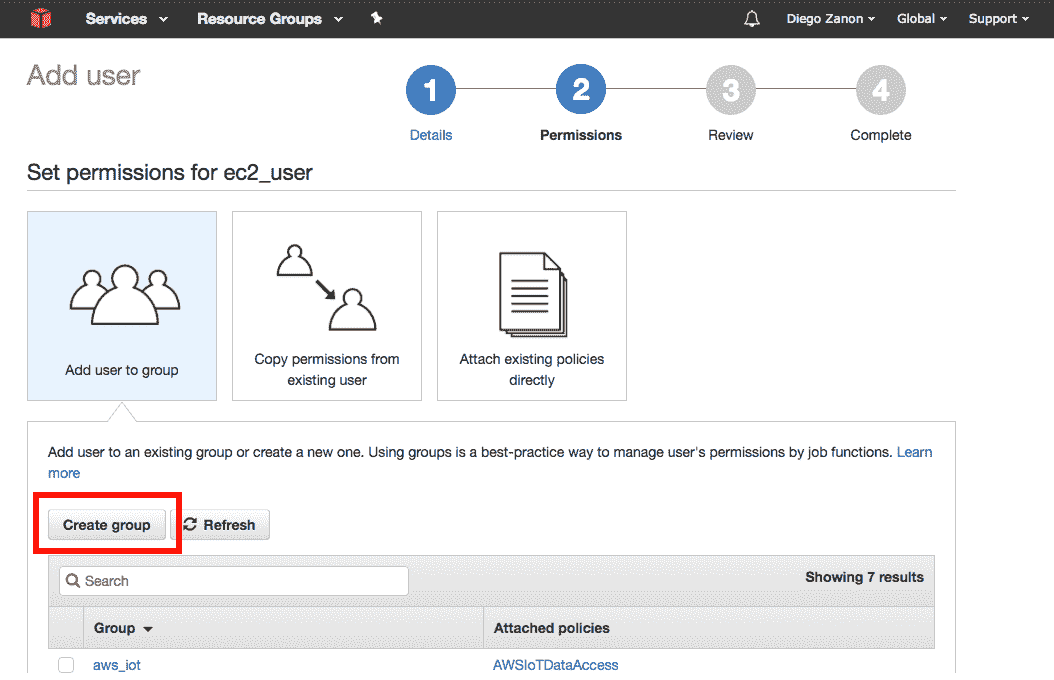 Services Resource Groups Diego Zanon Global Support
Add user
1 2 3 4
Details Permissions Review Complete
Set permissions for ec2_user
Add user to group
Copy permissions from
existing user
Attach existing policies
directly
Add user to an existing group or create a new one. Using groups is a best-practice way to manage user's permissions by job functions. Learn
more
Create group Refresh
Search Showing 7 results
Group Attached policies
aws_iot AWSIoTDataAccess